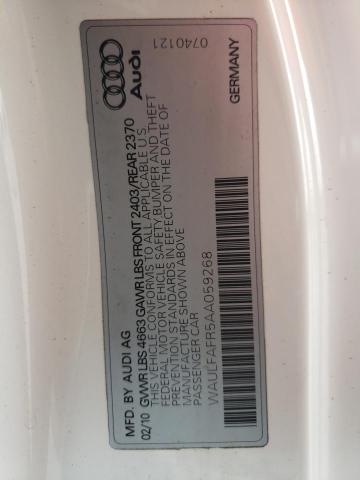 MFD. BY AUDI AG
02/10 GVWR LBS 4663 GAWR LBS FRONT 2403/REAR 2370
THIS VEHICLE CONFORMS TO ALL APPLICABLE U.S.
FEDERAL MOTOR VEHICLE SAFETY BUMPER AND THEFT
PREVENTION STANDARDS IN EFFECT ON THE DATE OF
MANUFACTURE SHOWN ABOVE
PASSENGER CAR
WAULFAFR5AA059268
Audi
0740121
GERMANY